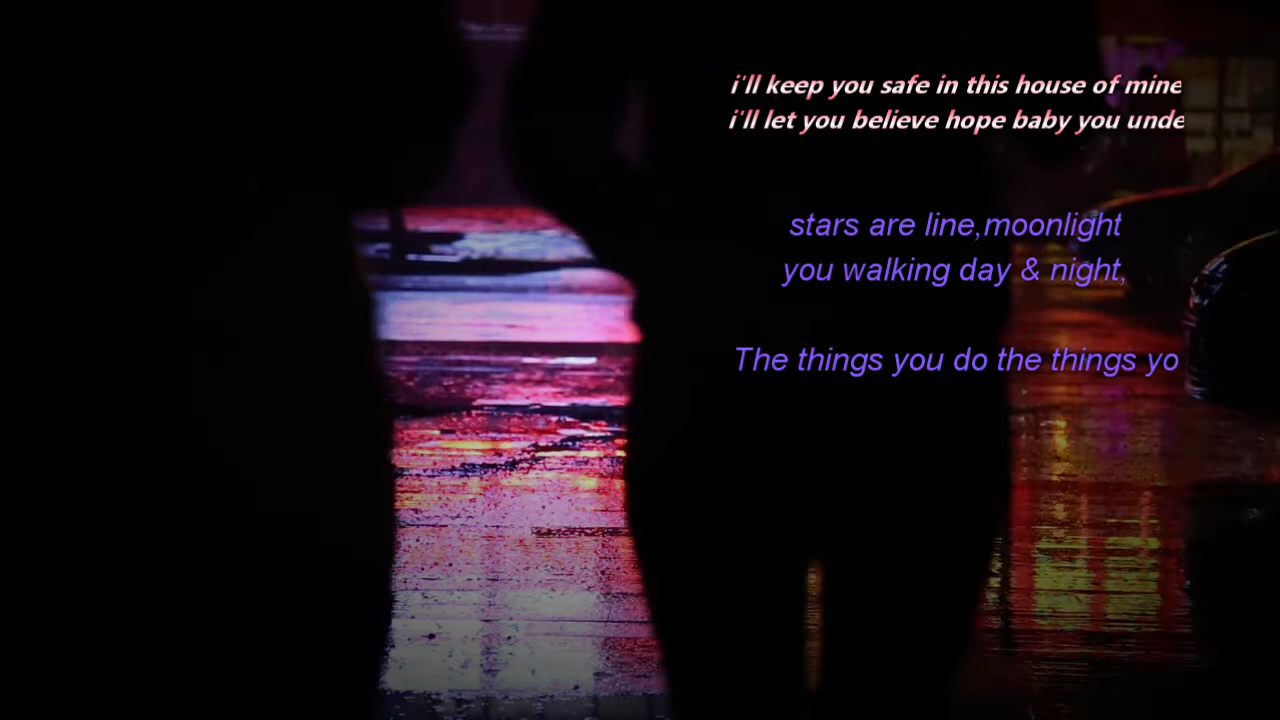 i'll keep you safe in this house of mine
i'll let you believe hope baby you unde
stars are line,moonlight
you walking day & night,
The things you do the things yo